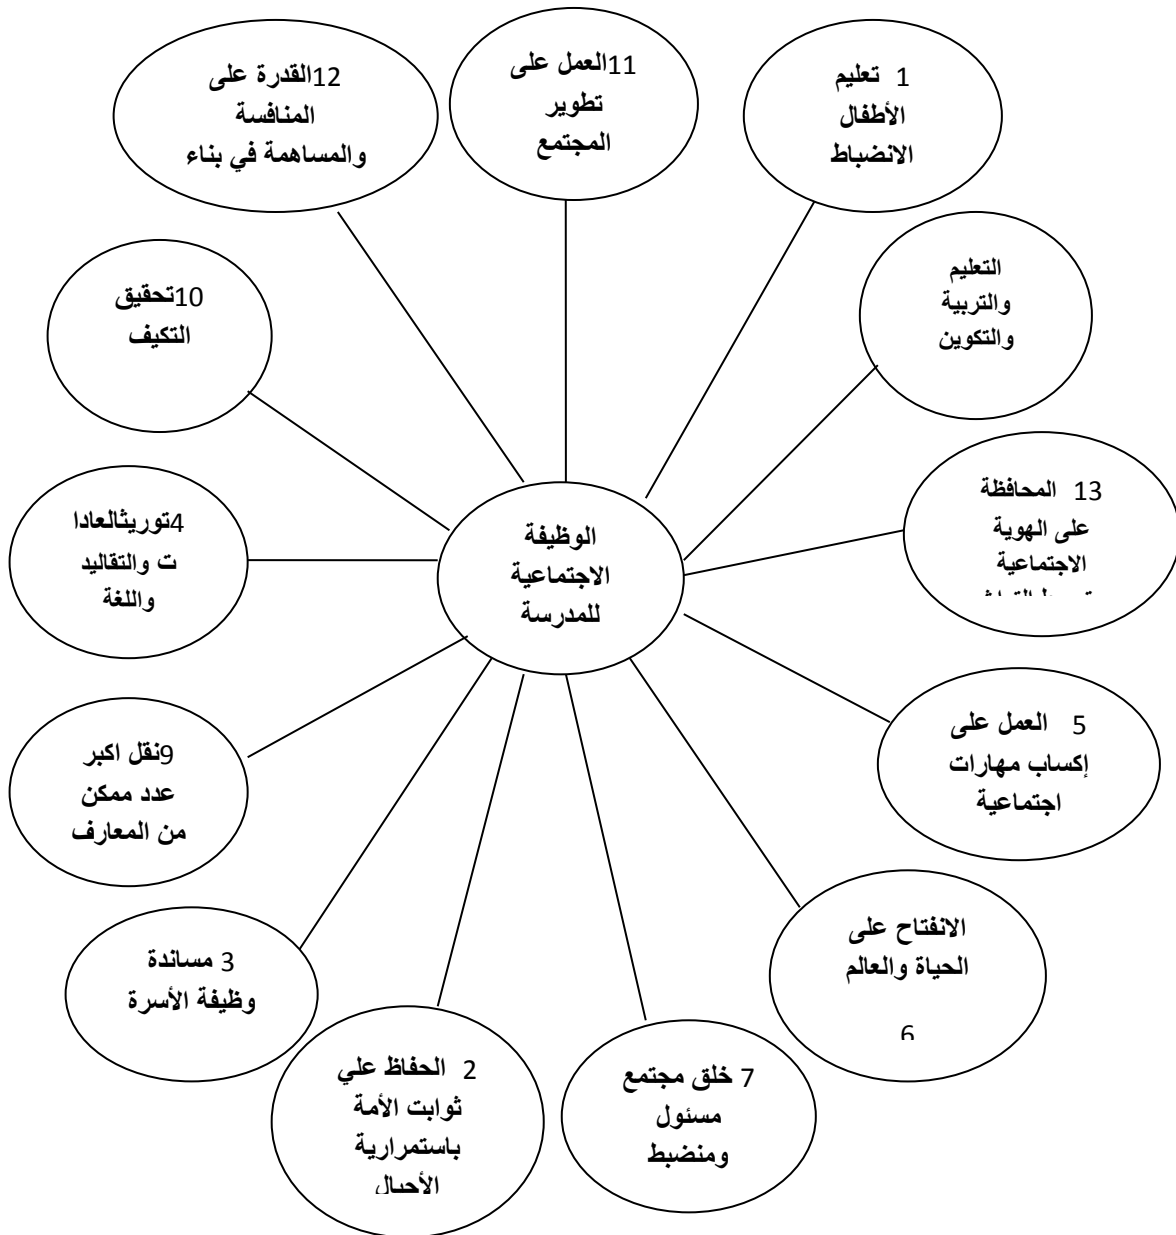 12القدرة على
المنافسة
والمساهمة في بناء
11العمل على
تطوير
المجتمع
1 تعليم
الأطفال
الانضباط
التعليم
والتربية
والتكوين
10تحقيق
التكيف
13 المحافظة
على الهوية
الاجتماعية
4توريثالعادا
ت والتقاليد
واللغة
الوظيفة
الاجتماعية
للمدرسة
5 العمل على
إكساب مهارات
اجتماعية
9نقل اكبر
عدد ممكن
من المعارف
الانفتاح على
الحياة والعالم
6
3 مساندة
وظيفة الأسرة
2 الحفاظ علي
ثوابت الأمة
باستمرارية
الأجيال
7 خلق مجتمع
مسئول
ومنضبط